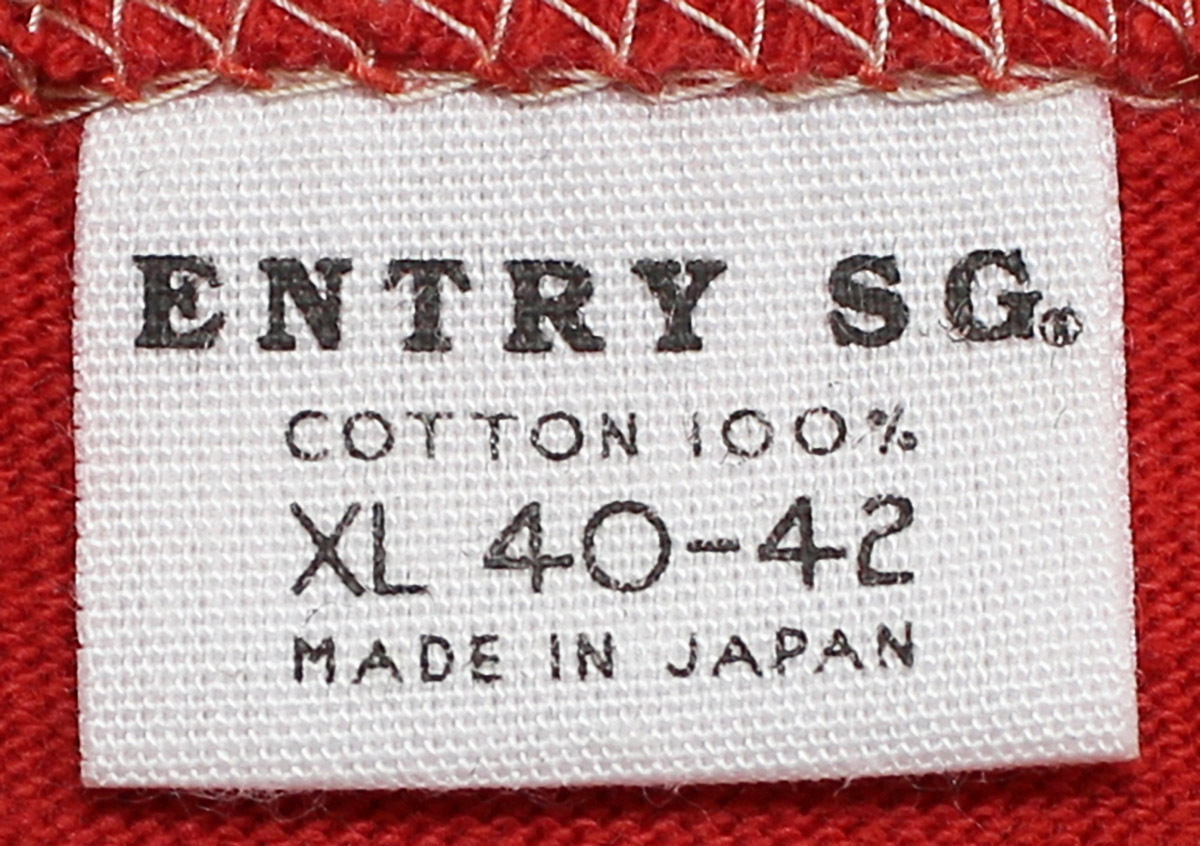 ENTRY SG®
COTTON 100%
XL 40-42
MADE IN JAPAN